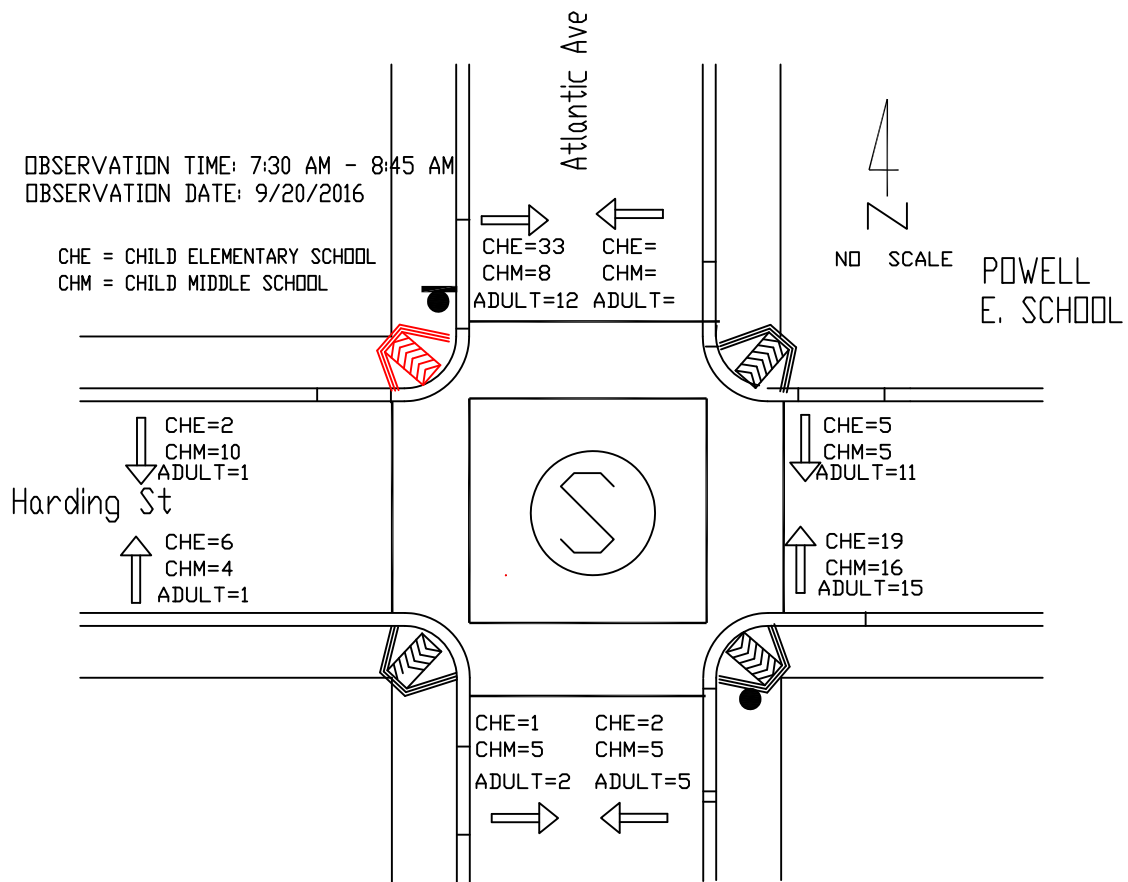 Atlantic Ave
OBSERVATION TIME: 7:30 AM - 8:45 AM
OBSERVATION DATE: 9/20/2016
CHE = CHILD ELEMENTARY SCHOOL
CHM = CHILD MIDDLE SCHOOL
CHE=33
CHM=8
ADULT=12
CHE=
CHM=
ADULT=
N
NO SCALE
POWELL
E. SCHOOL
CHE=2
CHM=10
ADULT=1
Harding St
CHE=6
CHM=4
ADULT=1
S
CHE=5
CHM=5
ADULT=11
CHE=19
CHM=16
ADULT=15
CHE=1
CHM=5
ADULT=2
CHE=2
CHM=5
ADULT=5